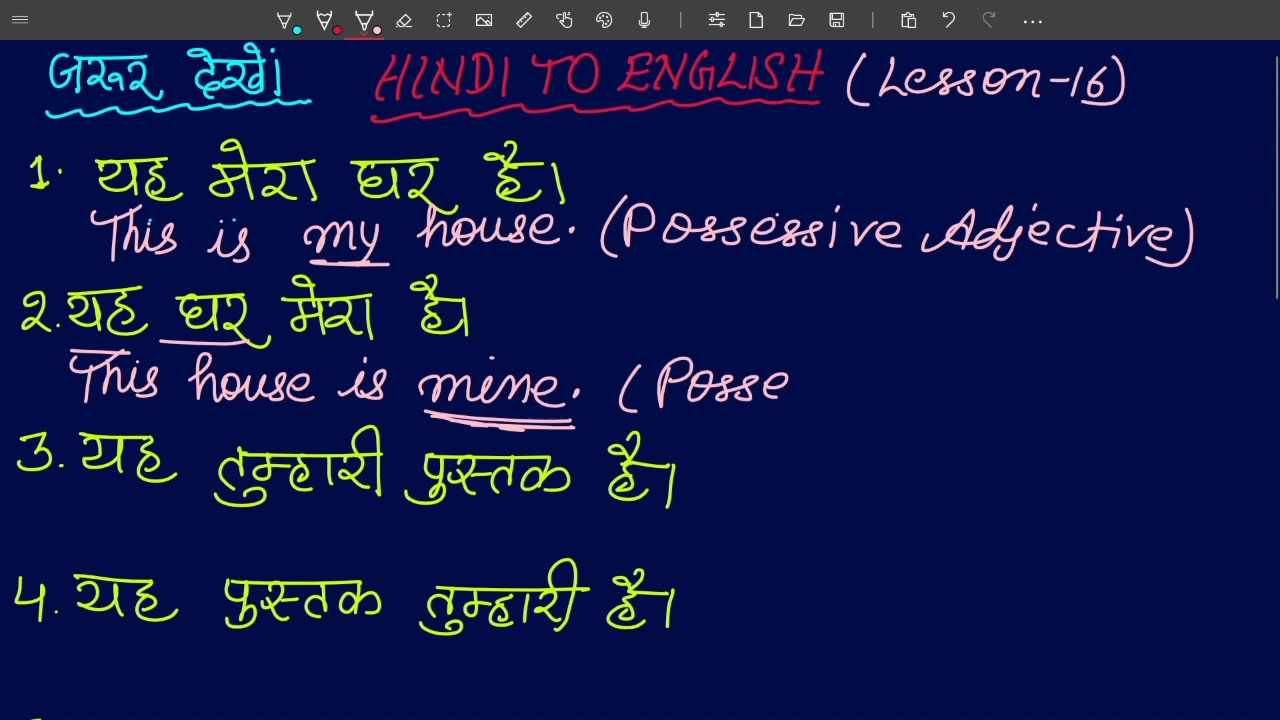 जरूर देखें। HINDI TO ENGLISH (Lesson-16)
1. यह मेरा घर है।
This is my house. (Possessive Adjective)
2. यह घर मेरा है।
This house is mine. (Posse
3. यह तुम्हारी पुस्तक है।
4. यह पुस्तक तुम्हारी है।